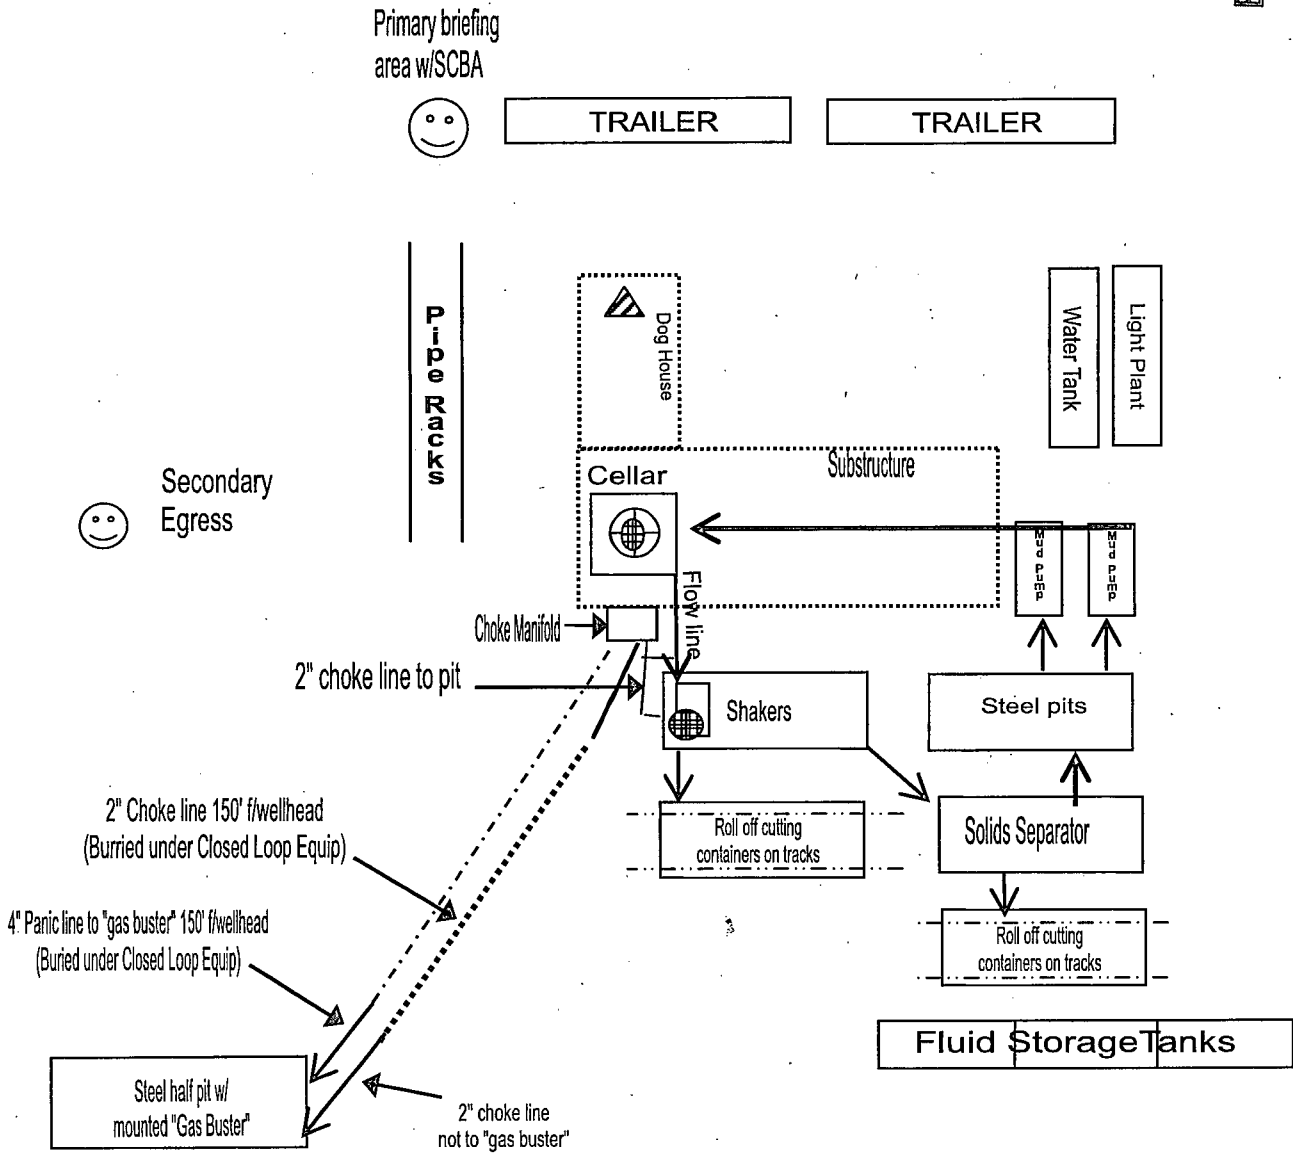 Primary briefing
area w/SCBA
TRAILER
TRAILER
Pipe Racks
Dog House
Water Tank
Light Plant
Secondary
Egress
Cellar
Substructure
Mud Pump
Mud Pump
Flow line
Choke Manifold
2" choke line to pit
Shakers
Steel pits
2" Choke line 150' f/wellhead
(Burried under Closed Loop Equip)
Roll off cutting
containers on tracks
Solids Separator
4" Panic line to "gas buster" 150' f/wellhead
(Buried under Closed Loop Equip)
Roll off cutting
containers on tracks
Fluid StorageTanks
Steel half pit w/
mounted "Gas Buster"
2" choke line
not to "gas buster"